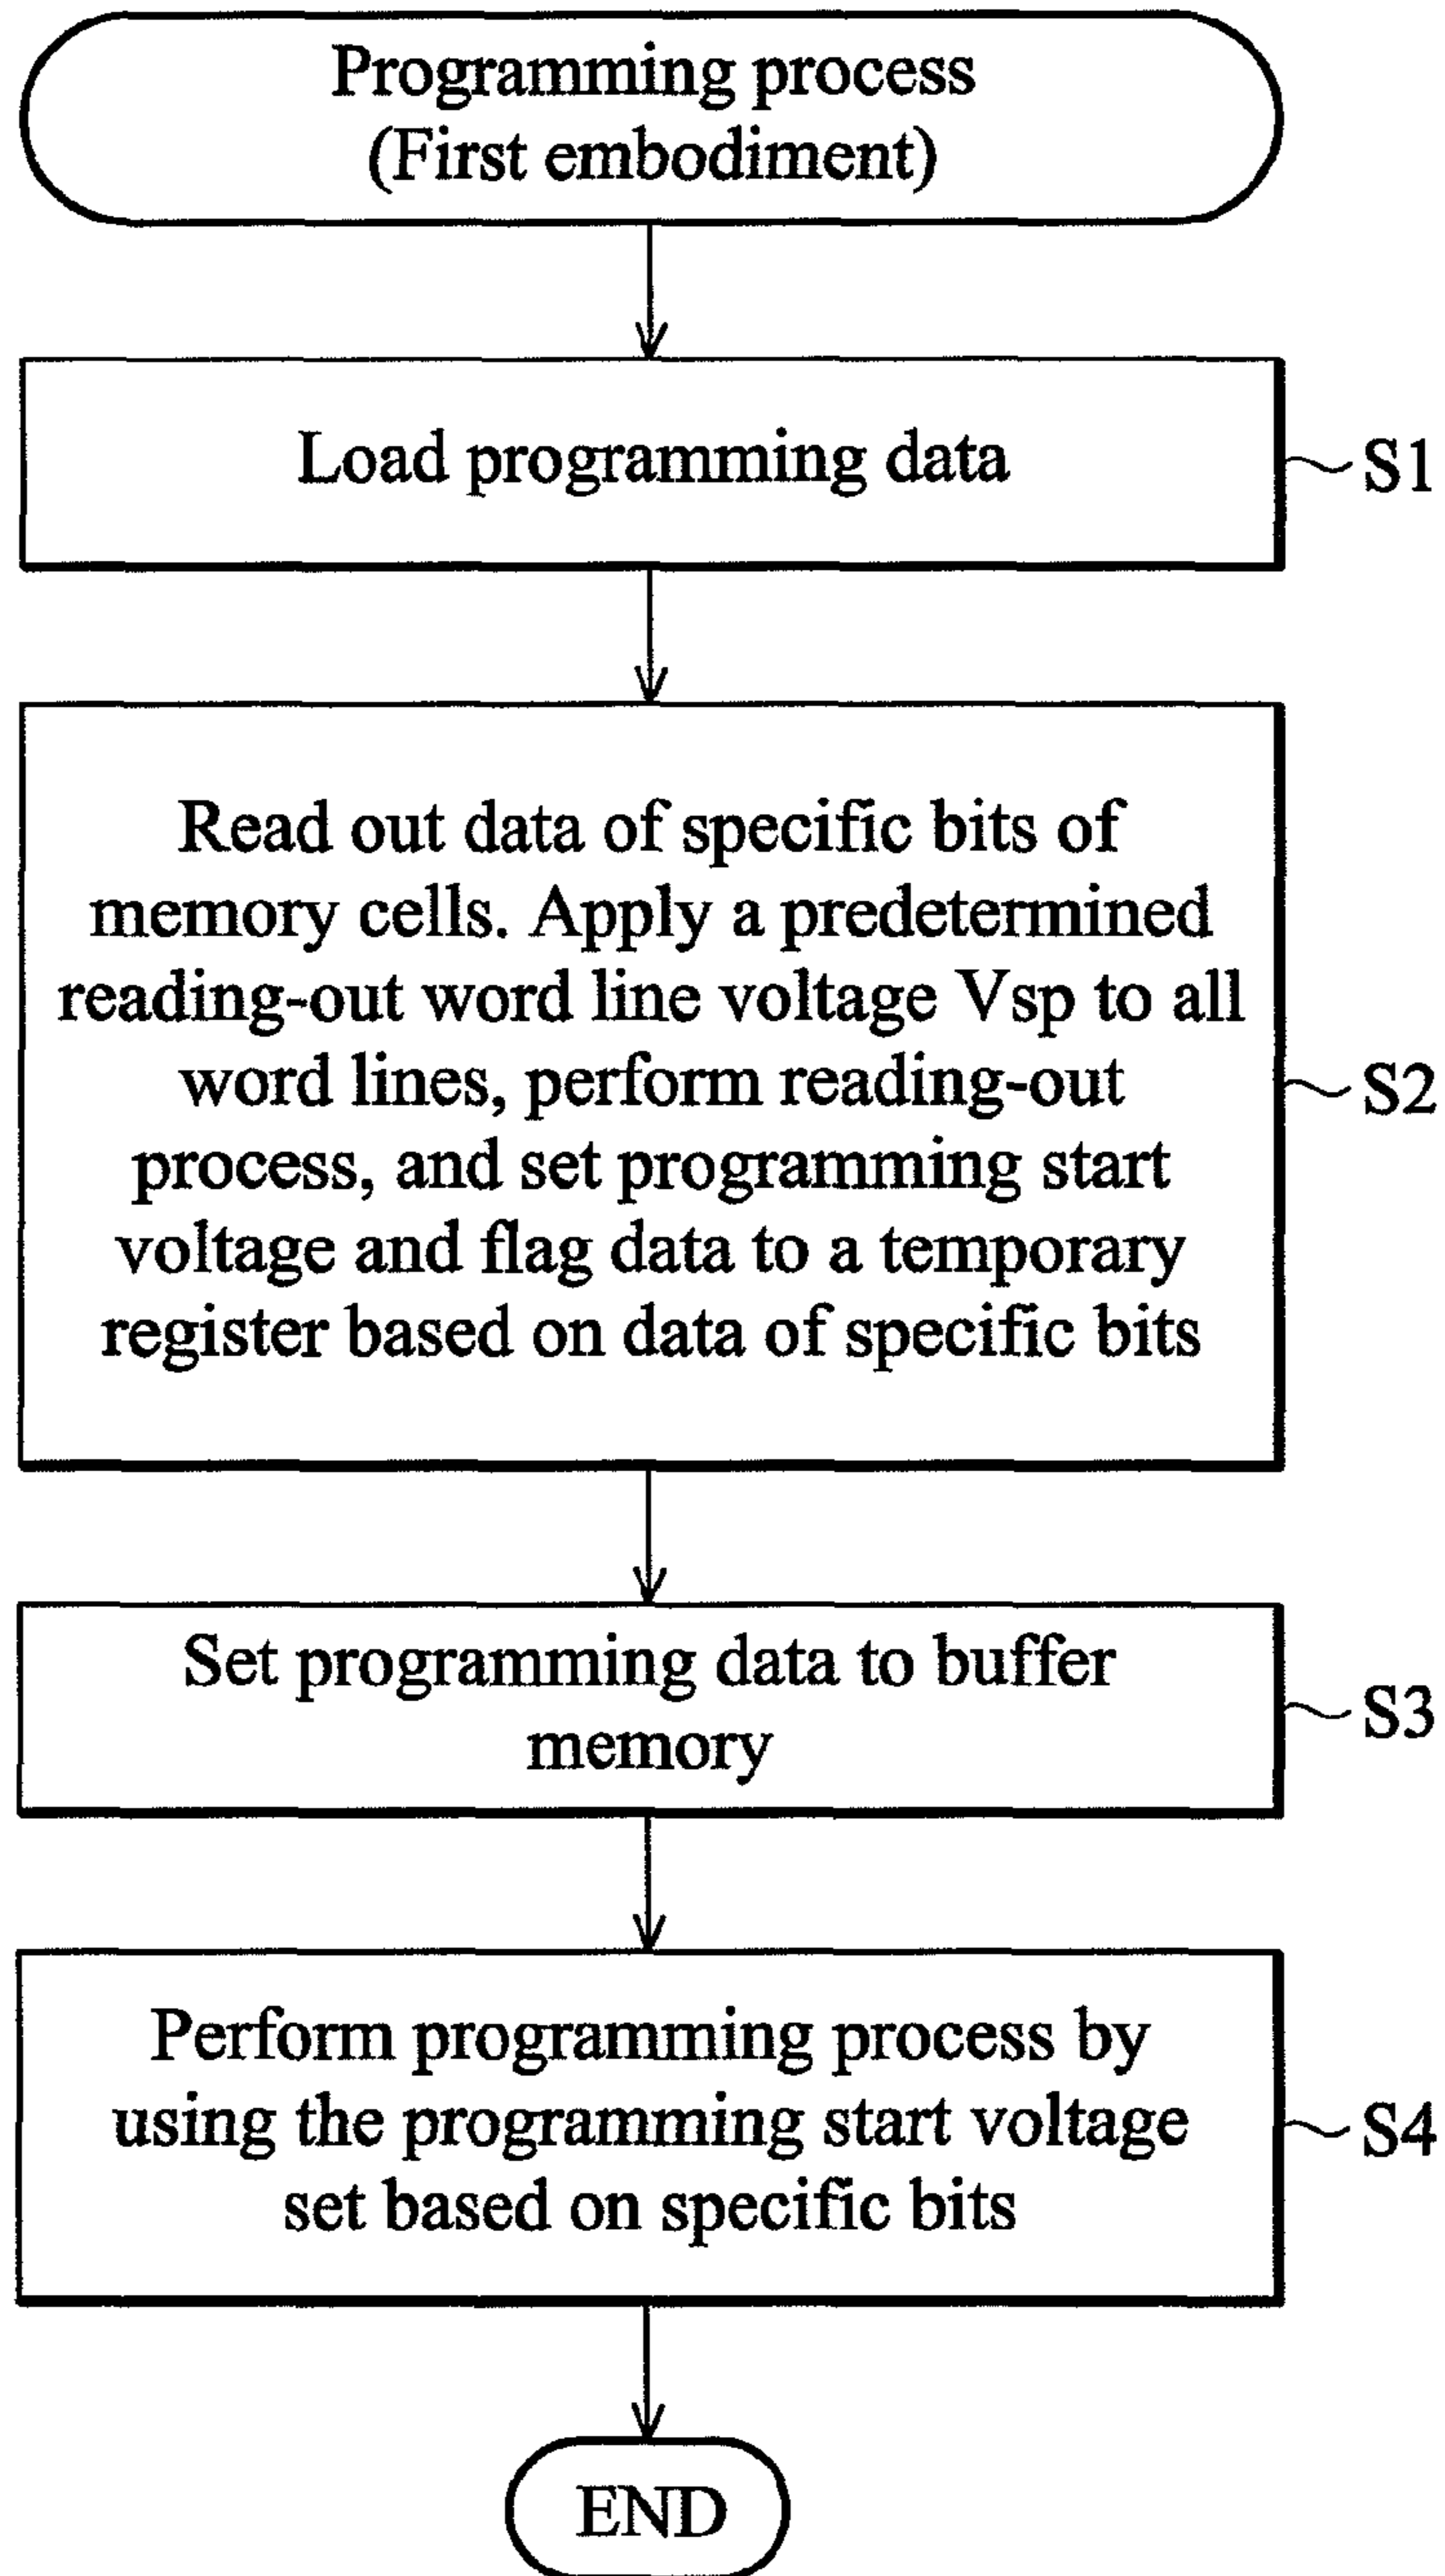 Programming process
(First embodiment)
Load programming data
S1
Read out data of specific bits of
memory cells. Apply a predetermined
reading-out word line voltage Vsp to all
word lines, perform reading-out
process, and set programming start
voltage and flag data to a temporary
register based on data of specific bits
S2
Set programming data to buffer
memory
S3
Perform programming process by
using the programming start voltage
set based on specific bits
S4
END